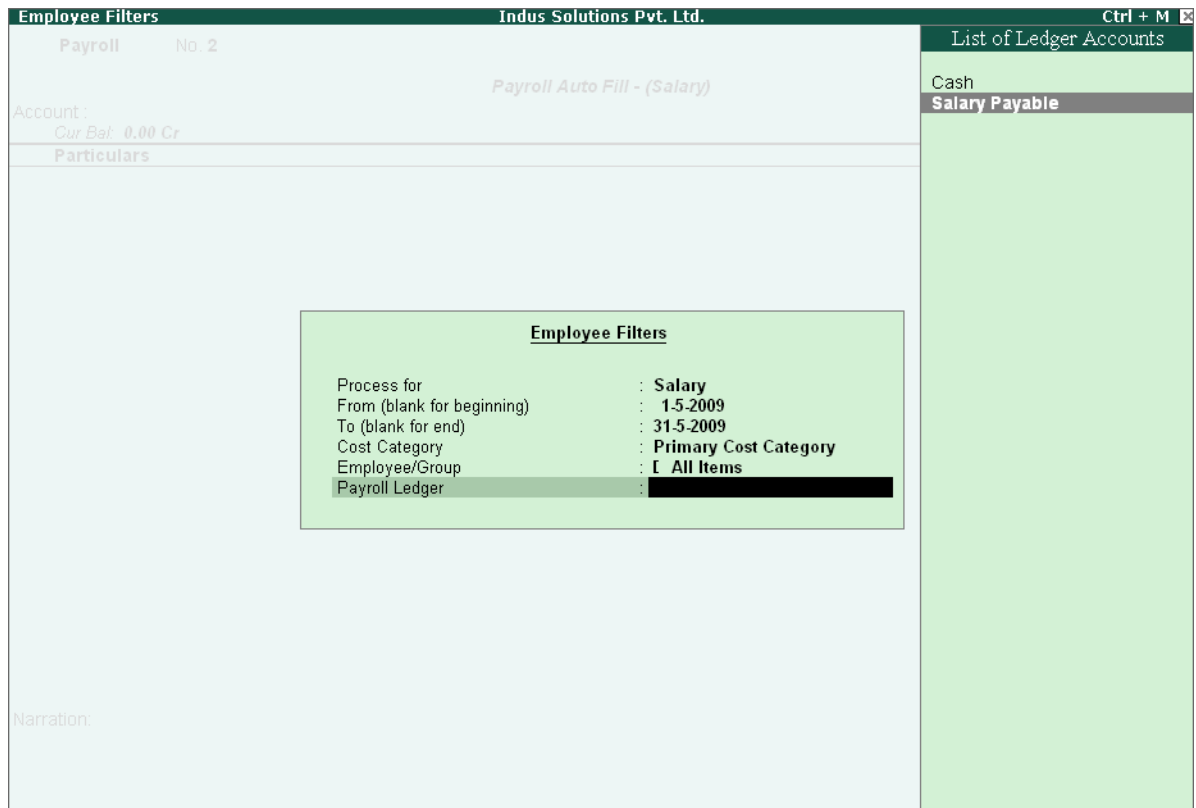 Employee Filters Indus Solutions Pvt. Ltd. Ctrl + M
Payroll No. 2
Payroll Auto Fill - (Salary)
Account :
Cur Bal: 0.00 Cr
Particulars
Employee Filters
Process for : Salary
From (blank for beginning) : 1-5-2009
To (blank for end) : 31-5-2009
Cost Category : Primary Cost Category
Employee/Group : [ All Items
Payroll Ledger :
Narration:
List of Ledger Accounts
Cash
Salary Payable